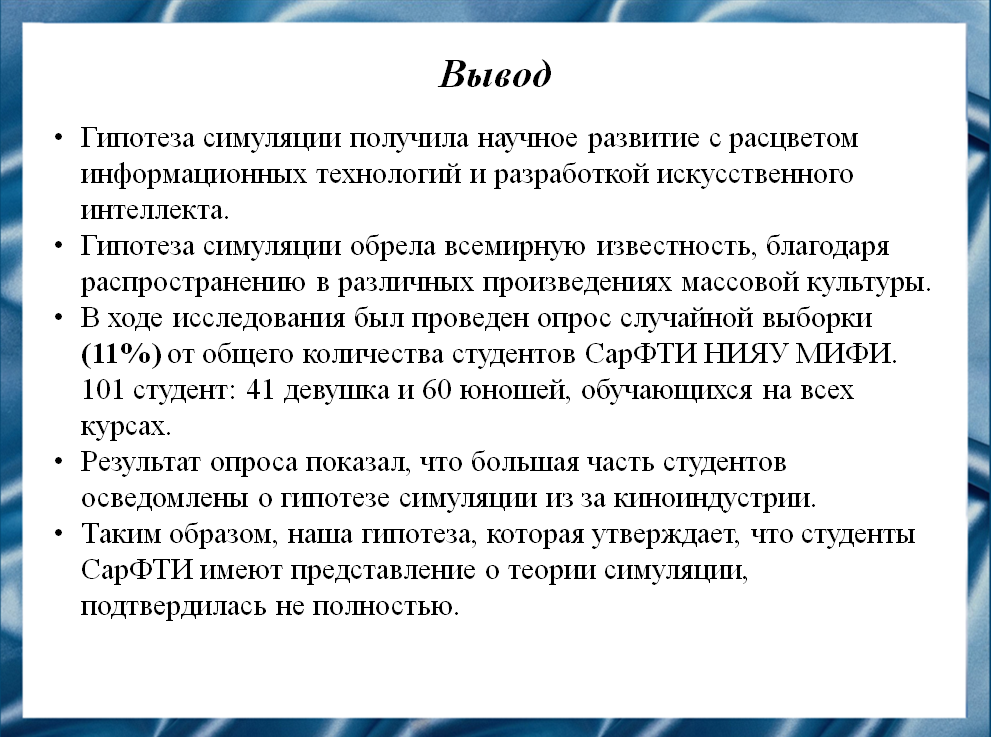 Вывод
• Гипотеза симуляции получила научное развитие с расцветом
информационных технологий и разработкой искусственного
интеллекта.
• Гипотеза симуляции обрела всемирную известность, благодаря
распространению в различных произведениях массовой культуры.
• В ходе исследования был проведен опрос случайной выборки
(11%) от общего количества студентов СарФТИ НИЯУ МИФИ.
101 студент: 41 девушка и 60 юношей, обучающихся на всех
курсах.
• Результат опроса показал, что большая часть студентов
осведомлены о гипотезе симуляции из за киноиндустрии.
• Таким образом, наша гипотеза, которая утверждает, что студенты
СарФТИ имеют представление о теории симуляции,
подтвердилась не полностью.